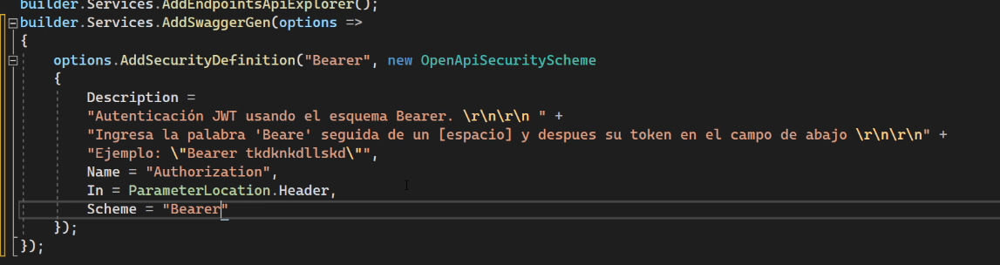 builder.Services.AddEndpointsApiExplorer();
builder.Services.AddSwaggerGen(options =>
{
options.AddSecurityDefinition("Bearer", new OpenApiSecurityScheme
{
Description =
"Autenticación JWT usando el esquema Bearer. \r\n\r\n " +
"Ingresa la palabra 'Beare' seguida de un [espacio] y despues su token en el campo de abajo \r\n\r\n" +
"Ejemplo: \"Bearer tkdknkdllskd\"",
Name = "Authorization",
In = ParameterLocation.Header,
Scheme = "Bearer"
});
});